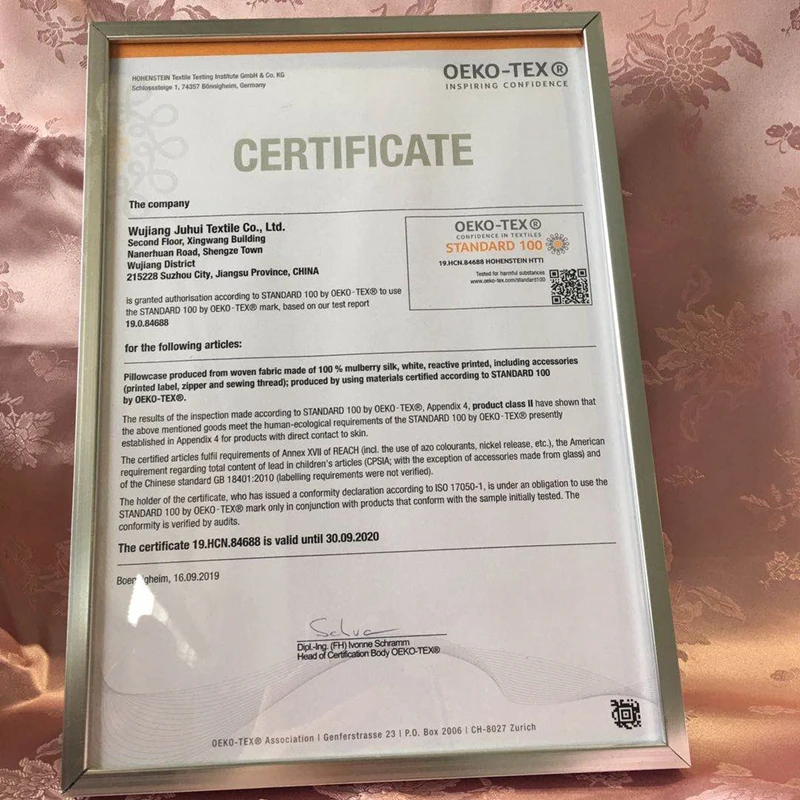 HOHENSTEIN Textile Testing Institute GmbH & Co. KG
Schlosssteige 1, 74357 Bönnigheim, Germany
OEKO-TEX®
INSPIRING CONFIDENCE
CERTIFICATE
The company
Wujiang Juhui Textile Co., Ltd.
Second Floor, Xingwang Building
Nanerhuan Road, Shengze Town
Wujiang District
215228 Suzhou City, Jiangsu Province, CHINA
OEKO-TEX®
CONFIDENCE IN TEXTILES
STANDARD 100
19.HCN.84688 HOHENSTEIN HTTI
Tested for harmful substances
www.oeko-tex.com/standard100
is granted authorisation according to STANDARD 100 by OEKO-TEX® to use
the STANDARD 100 by OEKO-TEX® mark, based on our test report
19.0.84688
for the following articles:
Pillowcase produced from woven fabric made of 100 % mulberry silk, white, reactive printed, including accessories
(printed label, zipper and sewing thread); produced by using materials certified according to STANDARD 100
by OEKO-TEX®.
The results of the inspection made according to STANDARD 100 by OEKO-TEX®, Appendix 4, product class II have shown that
the above mentioned goods meet the human-ecological requirements of the STANDARD 100 by OEKO-TEX® presently
established in Appendix 4 for products with direct contact to skin.
The certified articles fulfil requirements of Annex XVII of REACH (incl. the use of azo colourants, nickel release, etc.), the American
requirement regarding total content of lead in children's articles (CPSIA; with the exception of accessories made from glass) and
of the Chinese standard GB 18401:2010 (labelling requirements were not verified).
The holder of the certificate, who has issued a conformity declaration according to ISO 17050-1, is under an obligation to use the
STANDARD 100 by OEKO-TEX® mark only in conjunction with products that conform with the sample initially tested. The
conformity is verified by audits.
The certificate 19.HCN.84688 is valid until 30.09.2020
16.09.2019
Dipl.-Ing. (FH) Ivonne Schramm
Head of Certification Body OEKO-TEX®
OEKO-TEX® Association | Genferstrasse 23 | P.O. Box 2006 | CH-8027 Zurich